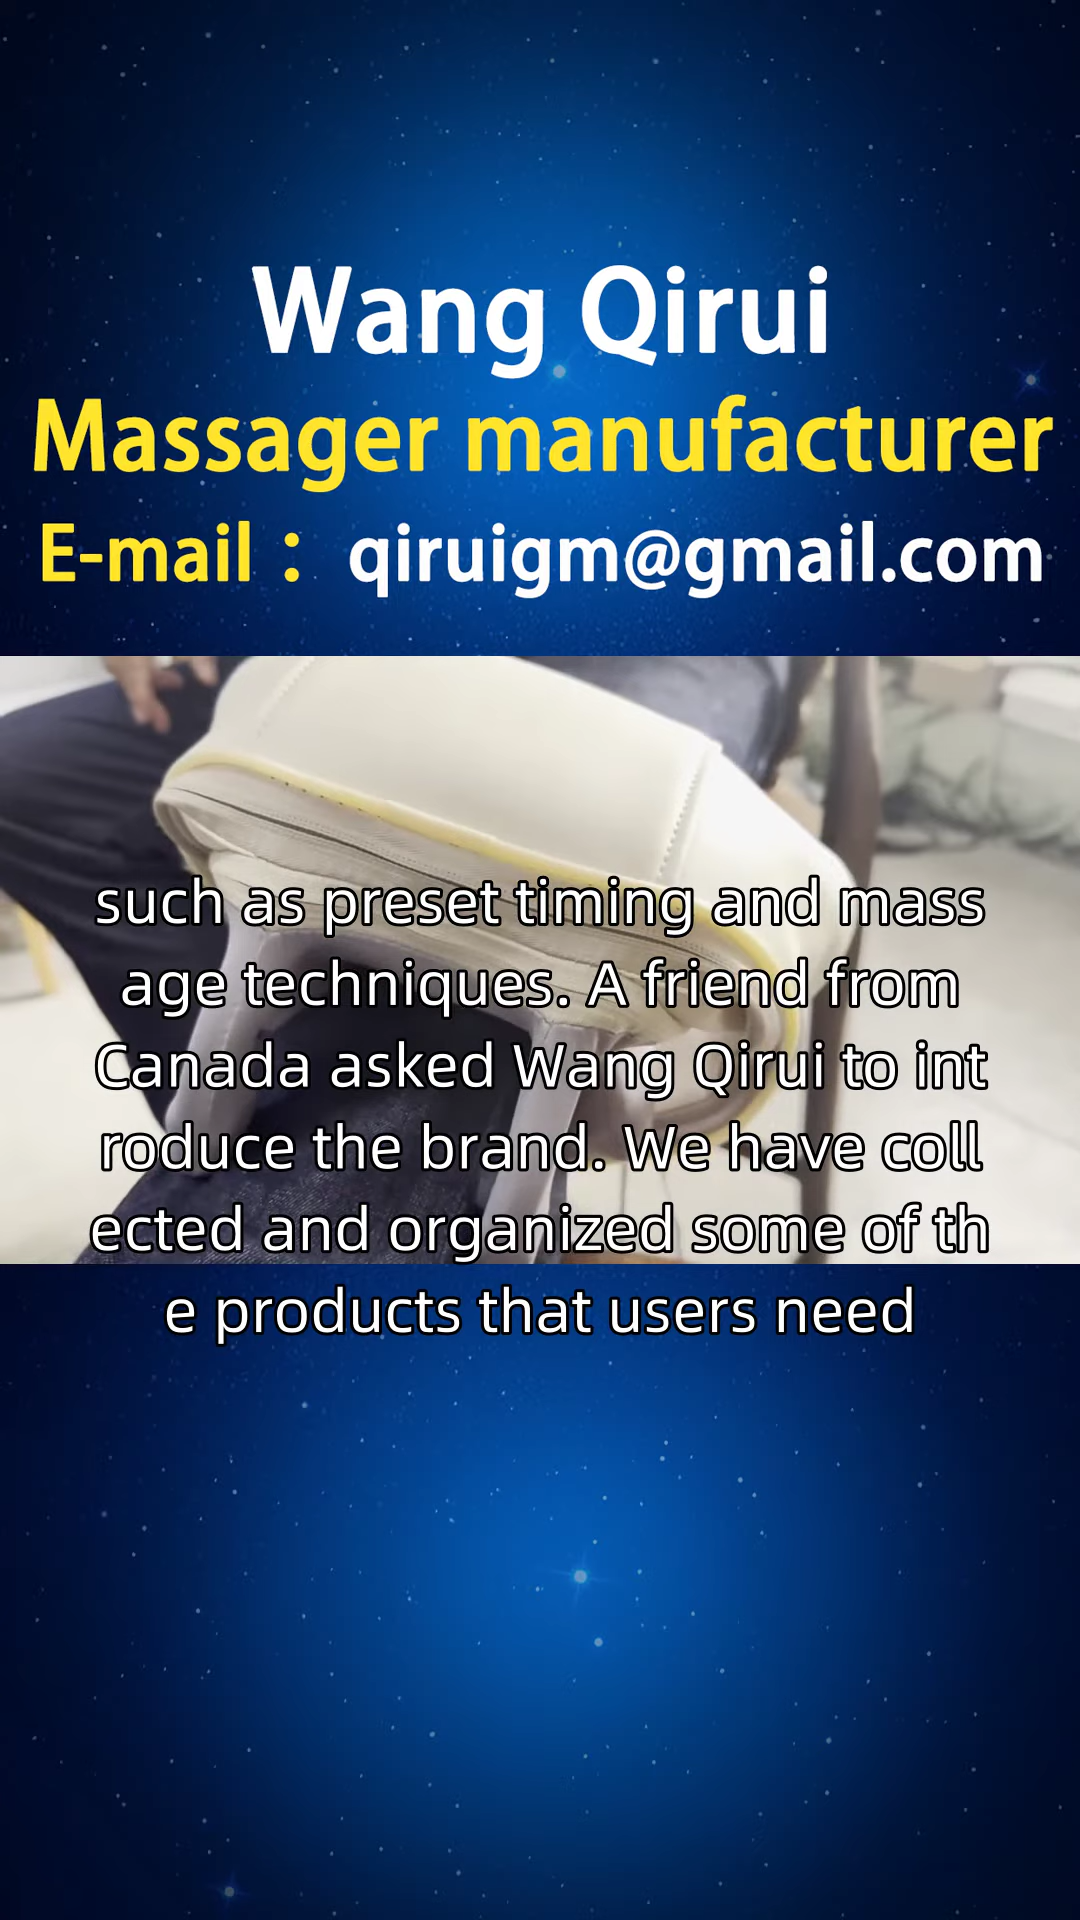 Wang Qirui
Massager manufacturer
E-mail： qiruigm@gmail.com
such as preset timing and mass
age techniques. A friend from
Canada asked Wang Qirui to int
roduce the brand. We have coll
ected and organized some of th
e products that users need